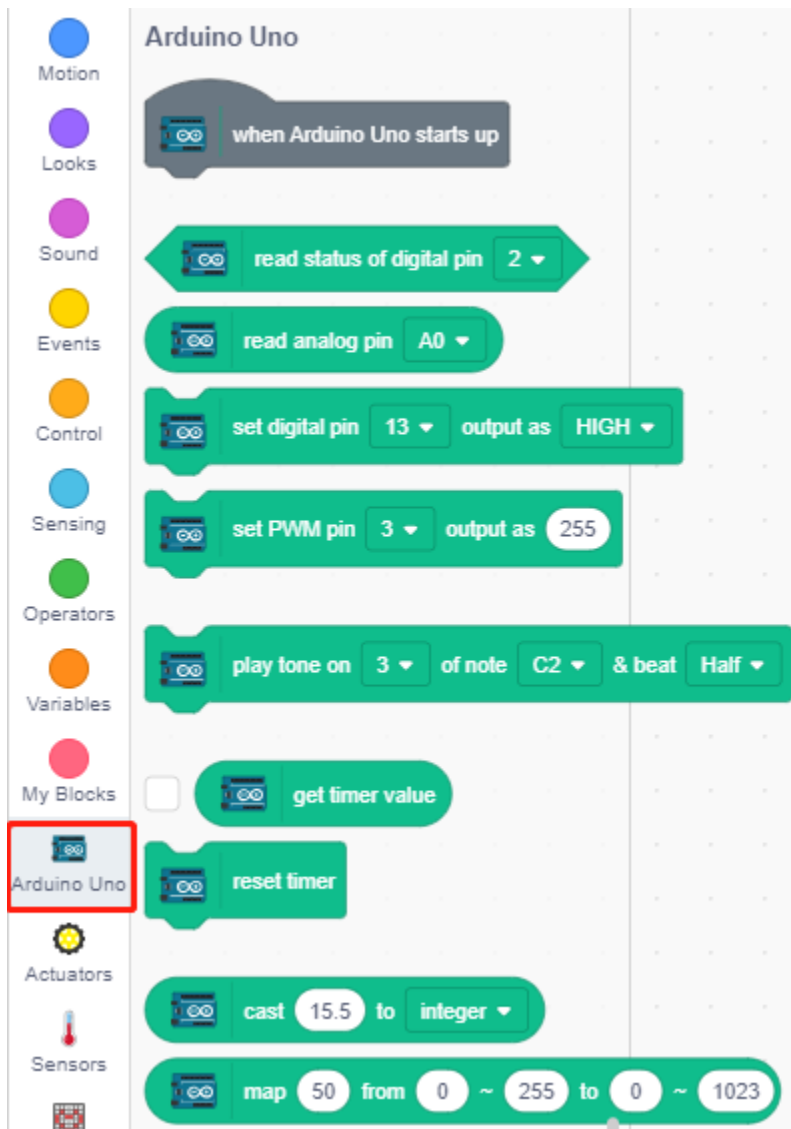 Arduino Uno
Motion
when Arduino Uno starts up
Looks
Sound
read status of digital pin 2
Events
read analog pin A0
Control
set digital pin 13 output as HIGH
Sensing
set PWM pin 3 output as 255
Operators
Variables
play tone on 3 of note C2 & beat Half
My Blocks
get timer value
Arduino Uno
reset timer
Actuators
cast 15.5 to integer
Sensors
map 50 from 0 ~ 255 to 0 ~ 1023